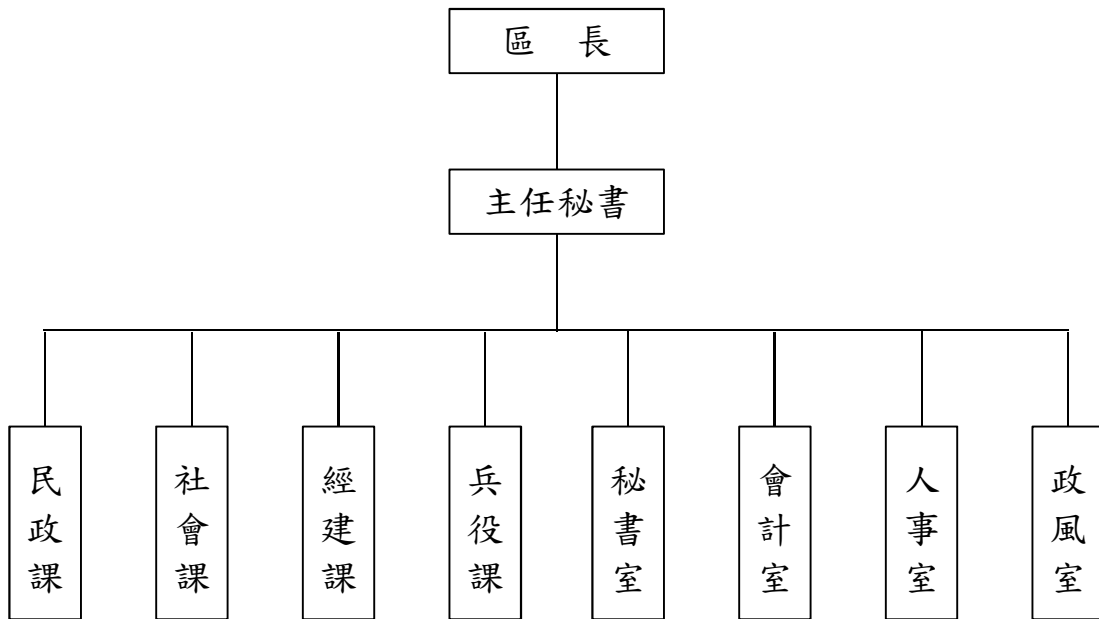 區　長
主任秘書
民政課
社會課
經建課
兵役課
秘書室
會計室
人事室
政風室